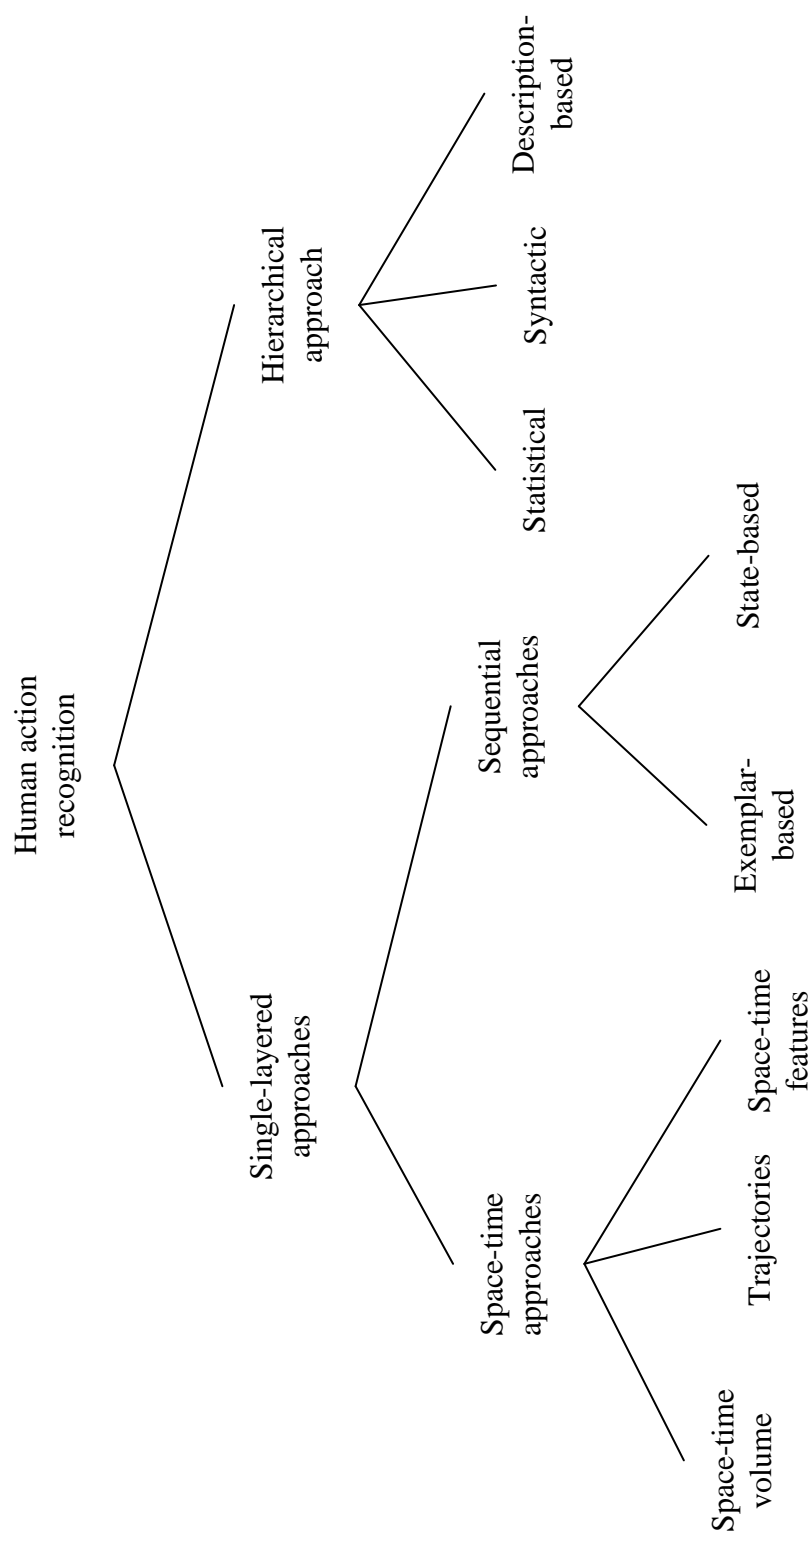 Human action
recognition
Single-layered
approaches
Hierarchical
approach
Space-time
approaches
Sequential
approaches
Statistical
Syntactic
Description-
based
Space-time
volume
Trajectories
Space-time
features
Exemplar-
based
State-based